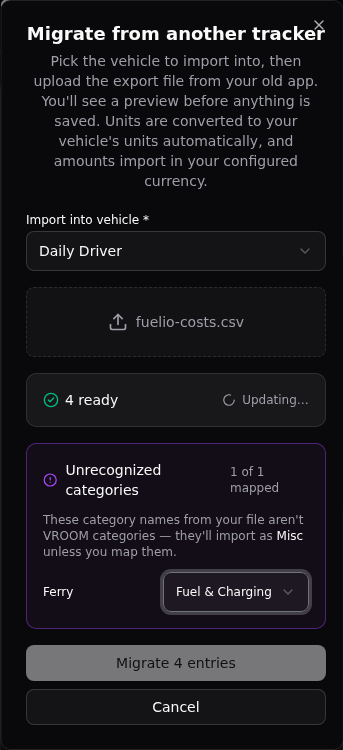 Migrate from another tracker
Pick the vehicle to import into, then
upload the export file from your old app.
You'll see a preview before anything is
saved. Units are converted to your
vehicle's units automatically, and
amounts import in your configured
currency.
Import into vehicle *
Daily Driver
fuelio-costs.csv
4 ready
Updating...
Unrecognized
categories
1 of 1
mapped
These category names from your file aren't
VROOM categories — they'll import as Misc
unless you map them.
Ferry
Fuel & Charging
Migrate 4 entries
Cancel